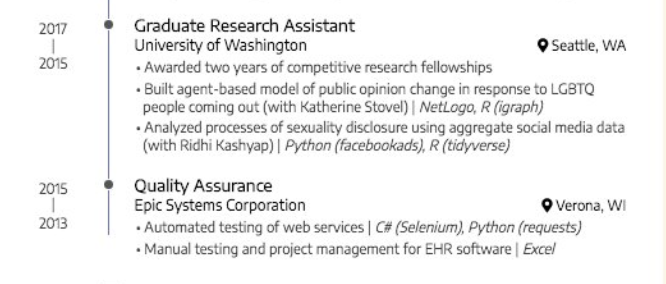 2017
|
2015
Graduate Research Assistant
University of Washington
Seattle, WA
• Awarded two years of competitive research fellowships
• Built agent-based model of public opinion change in response to LGBTQ
people coming out (with Katherine Stovel) | NetLogo, R (igraph)
• Analyzed processes of sexuality disclosure using aggregate social media data
(with Ridhi Kashyap) | Python (facebookads), R (tidyverse)
2015
|
2013
Quality Assurance
Epic Systems Corporation
Verona, WI
• Automated testing of web services | C# (Selenium), Python (requests)
• Manual testing and project management for EHR software | Excel